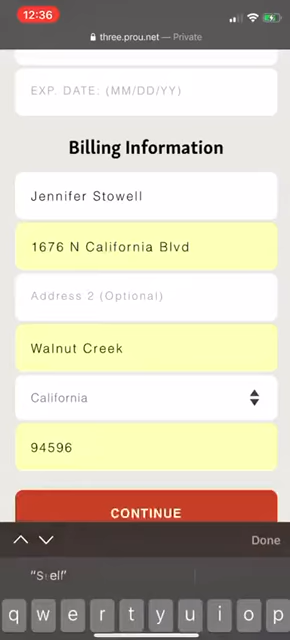 12:36
three.prou.net — Private
EXP. DATE: (MM/DD/YY)
Billing Information
Jennifer Stowell
1676 N California Blvd
Address 2 (Optional)
Walnut Creek
California
94596
CONTINUE
Done
q w e r t y u i o p